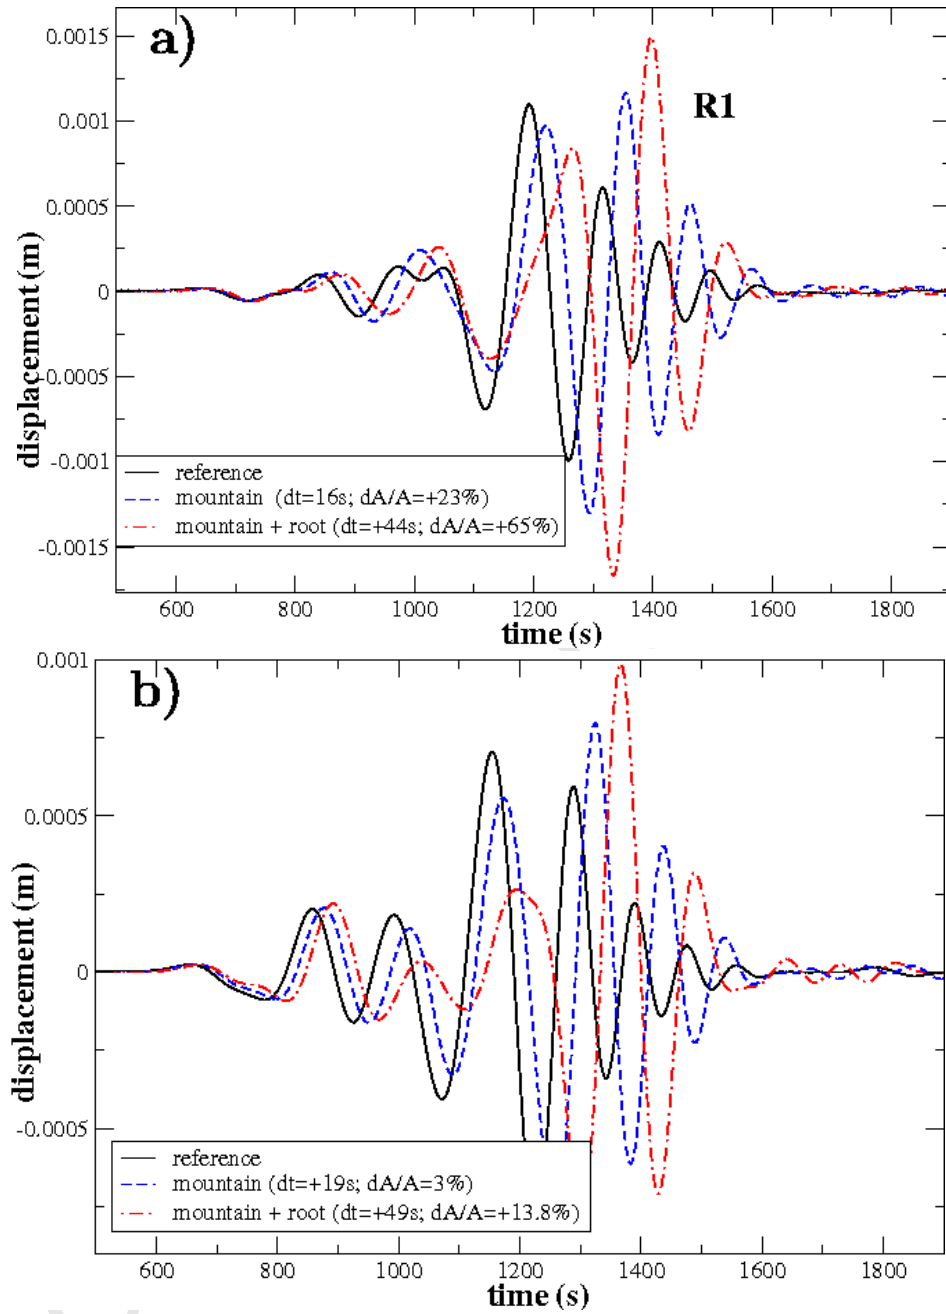 a)
R1
0.0015
0.001
0.0005
0
-0.0005
-0.001
-0.0015
displacement (m)
reference
mountain (dt=16s; dA/A=+23%)
mountain + root (dt=+44s; dA/A=+65%)
600 800 1000 1200 1400 1600 1800
time (s)
b)
0.001
0.0005
0
-0.0005
displacement (m)
reference
mountain (dt=+19s; dA/A=3%)
mountain + root (dt=+49s; dA/A=+13.8%)
600 800 1000 1200 1400 1600 1800
time (s)